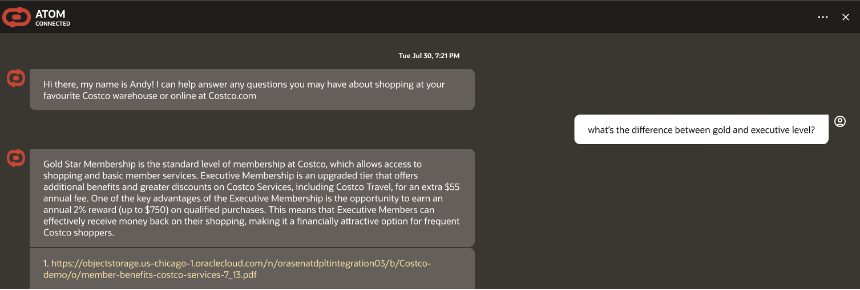 ATOM
CONNECTED
Tue Jul 30, 7:21 PM
Hi there, my name is Andy! I can help answer any questions you may have about shopping at your
favourite Costco warehouse or online at Costco.com
what's the difference between gold and executive level?
Gold Star Membership is the standard level of membership at Costco, which allows access to
shopping and basic member services. Executive Membership is an upgraded tier that offers
additional benefits and greater discounts on Costco Services, including Costco Travel, for an extra $55
annual fee. One of the key advantages of the Executive Membership is the opportunity to earn an
annual 2% reward (up to $750) on qualified purchases. This means that Executive Members can
effectively receive money back on their shopping, making it a financially attractive option for frequent
Costco shoppers.
1. https://objectstorage.us-chicago-1.oraclecloud.com/n/orasenatdpltintegration03/b/Costco-
demo/o/member-benefits-costco-services-7_13.pdf